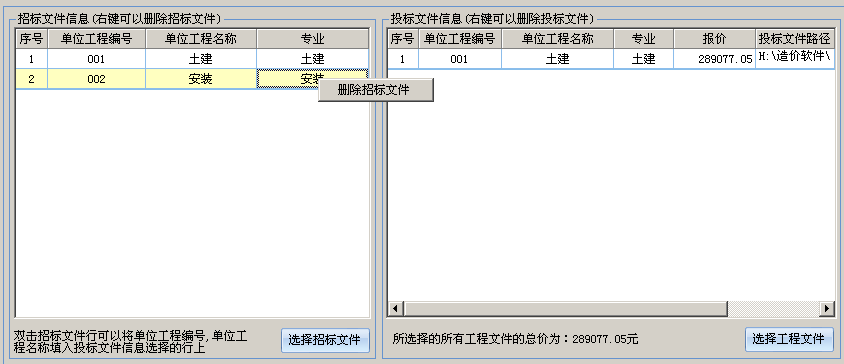 招标文件信息(右键可以删除招标文件)
序号 单位工程编号 单位工程名称 专业
1 001 土建 土建
2 002 安装 安装
删除招标文件
双击招标文件行可以将单位工程编号,单位工
程名称填入投标文件信息选择的行上
选择招标文件
投标文件信息(右键可以删除投标文件)
序号 单位工程编号 单位工程名称 专业 报价 投标文件路径
1 001 土建 土建 289077.05 H:\造价软件\
所选择的所有工程文件的总价为：289077.05元
选择工程文件